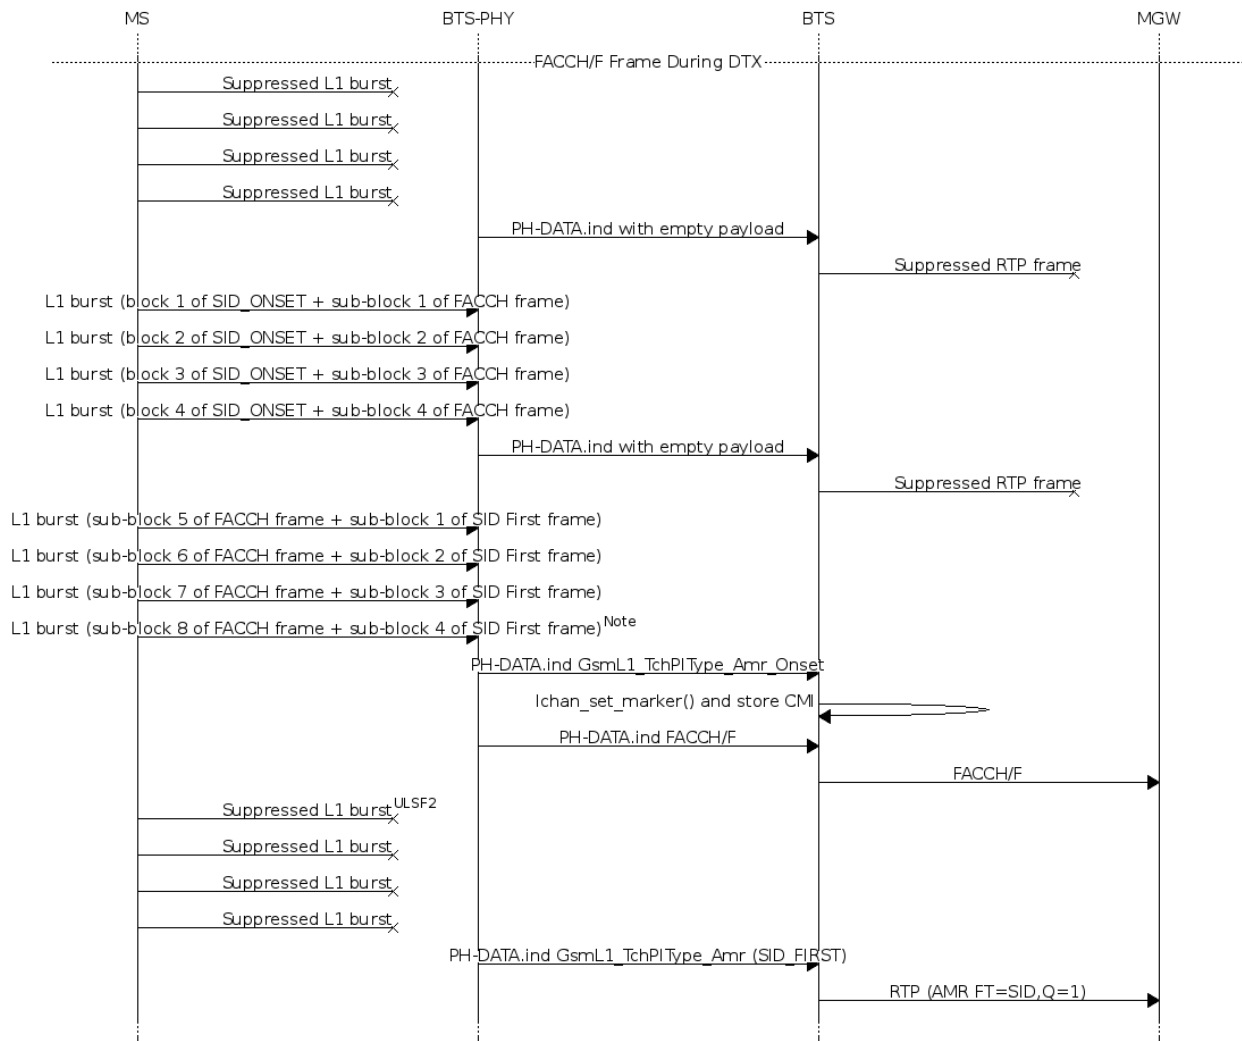 MS BTS-PHY BTS MGW
FACCH/F Frame During DTX
Suppressed L1 burst
Suppressed L1 burst
Suppressed L1 burst
Suppressed L1 burst
PH-DATA.ind with empty payload
Suppressed RTP frame
L1 burst (block 1 of SID_ONSET + sub-block 1 of FACCH frame)
L1 burst (block 2 of SID_ONSET + sub-block 2 of FACCH frame)
L1 burst (block 3 of SID_ONSET + sub-block 3 of FACCH frame)
L1 burst (block 4 of SID_ONSET + sub-block 4 of FACCH frame)
PH-DATA.ind with empty payload
Suppressed RTP frame
L1 burst (sub-block 5 of FACCH frame + sub-block 1 of SID First frame)
L1 burst (sub-block 6 of FACCH frame + sub-block 2 of SID First frame)
L1 burst (sub-block 7 of FACCH frame + sub-block 3 of SID First frame)
L1 burst (sub-block 8 of FACCH frame + sub-block 4 of SID First frame) Note
PH-DATA.ind GsmL1_TchPlType_Amr_Onset
lchan_set_marker() and store CMI
PH-DATA.ind FACCH/F
FACCH/F
Suppressed L1 burst ULSF2
Suppressed L1 burst
Suppressed L1 burst
Suppressed L1 burst
PH-DATA.ind GsmL1_TchPlType_Amr (SID_FIRST)
RTP (AMR FT=SID,Q=1)